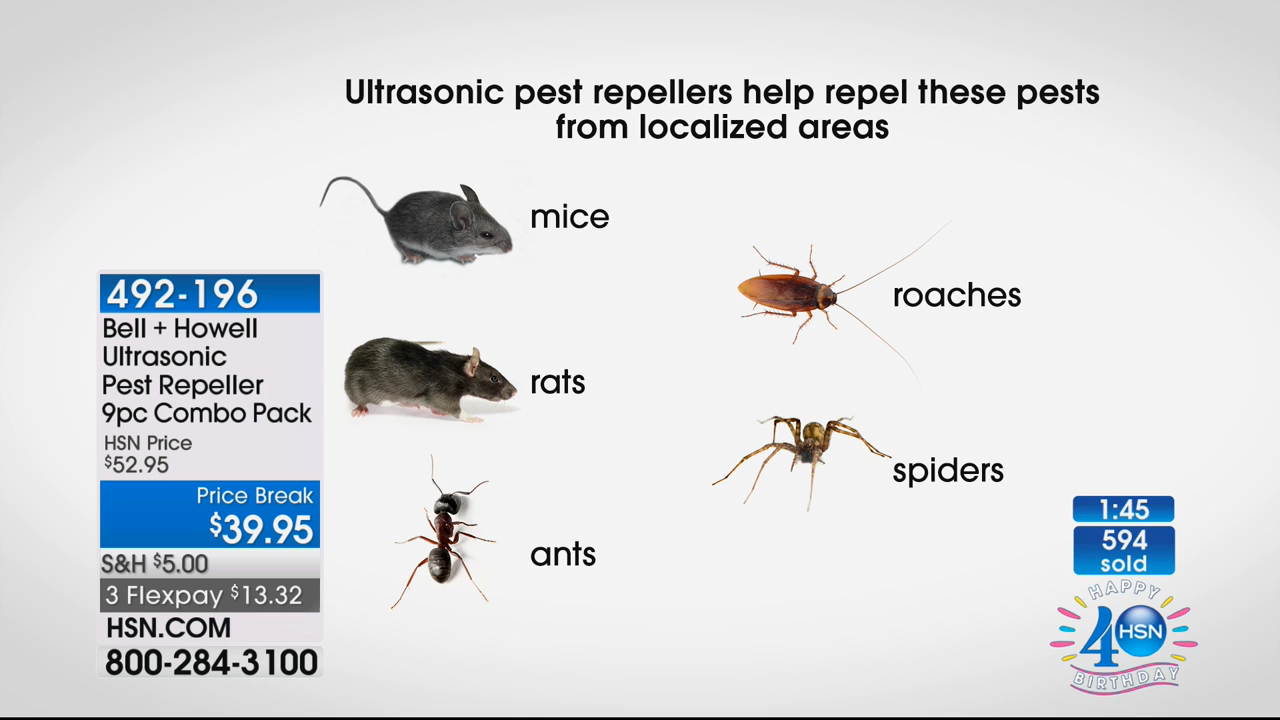 Ultrasonic pest repellers help repel these pests
from localized areas
mice
roaches
rats
spiders
ants
492-196
Bell + Howell
Ultrasonic
Pest Repeller
9pc Combo Pack
HSN Price
$52.95
Price Break
$39.95
S&H $5.00
3 Flexpay $13.32
HSN.COM
800-284-3100
1:45
594
sold
HAPPY
40 HSN
BIRTHDAY